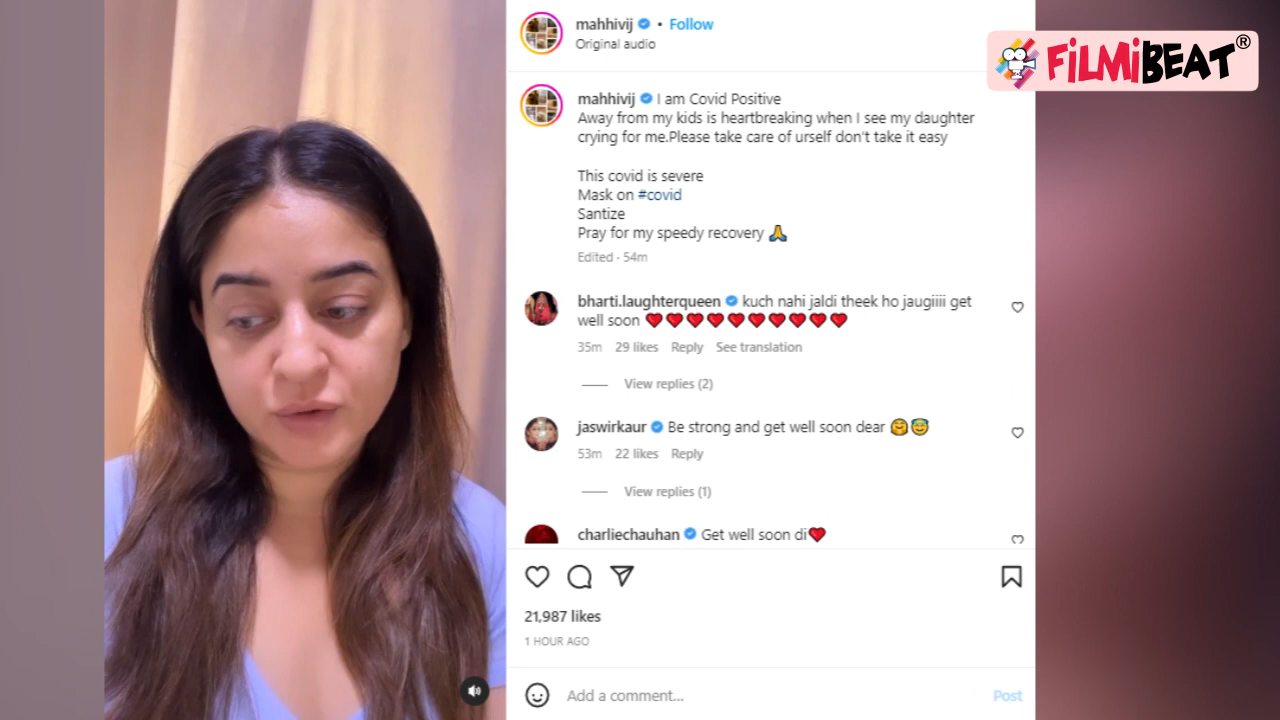 mahhivij • Follow
Original audio
FiLMiBEAT®
mahhivij I am Covid Positive
Away from my kids is heartbreaking when I see my daughter
crying for me.Please take care of urself don't take it easy
This covid is severe
Mask on #covid
Santize
Pray for my speedy recovery 🙏
Edited · 54m
bharti.laughterqueen kuch nahi jaldi theek ho jaugiiii get
well soon ❤️❤️❤️❤️❤️❤️❤️❤️❤️❤️
35m 29 likes Reply See translation
View replies (2)
jaswirkaur Be strong and get well soon dear 🤗😇
53m 22 likes Reply
View replies (1)
charliechauhan Get well soon di❤️
21,987 likes
1 HOUR AGO
Add a comment...
Post